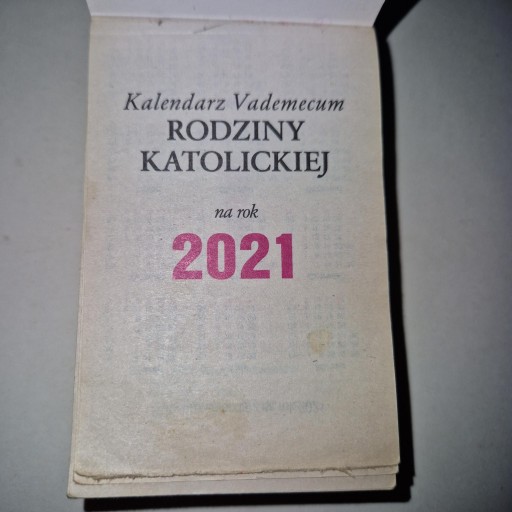 Kalendarz Vademecum
RODZINY
KATOLICKIEJ
na rok
2021